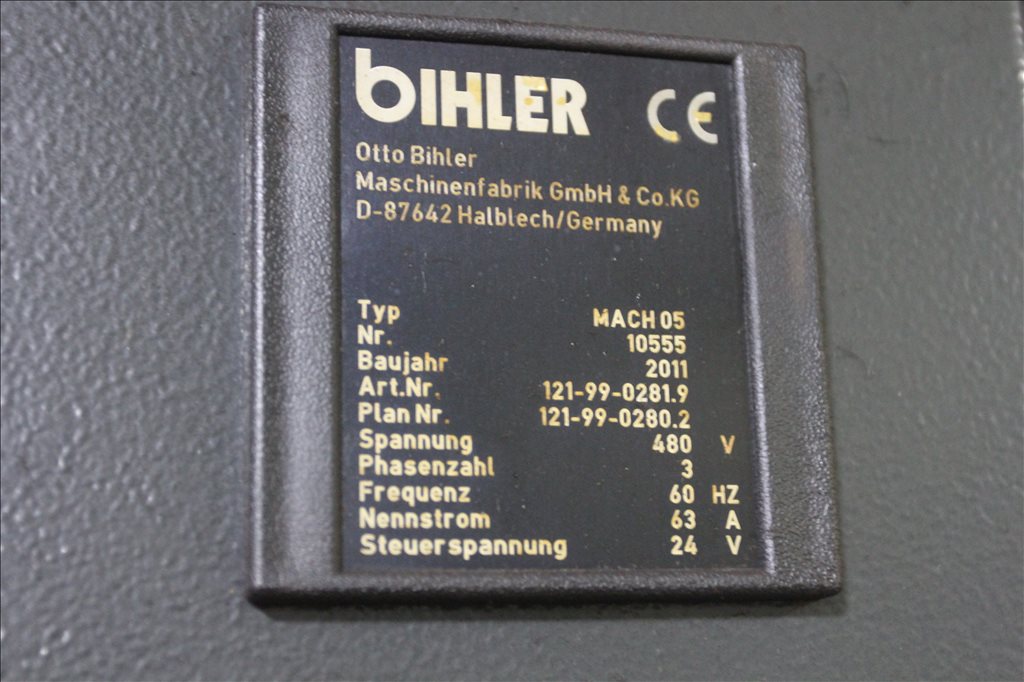 bIHLER CE
Otto Bihler
Maschinenfabrik GmbH & Co.KG
D-87642 Halblech/Germany
Typ MACH 05
Nr. 10555
Baujahr 2011
Art.Nr. 121-99-0281.9
Plan Nr. 121-99-0280.2
Spannung 480 V
Phasenzahl 3
Frequenz 60 HZ
Nennstrom 63 A
Steuerspannung 24 V